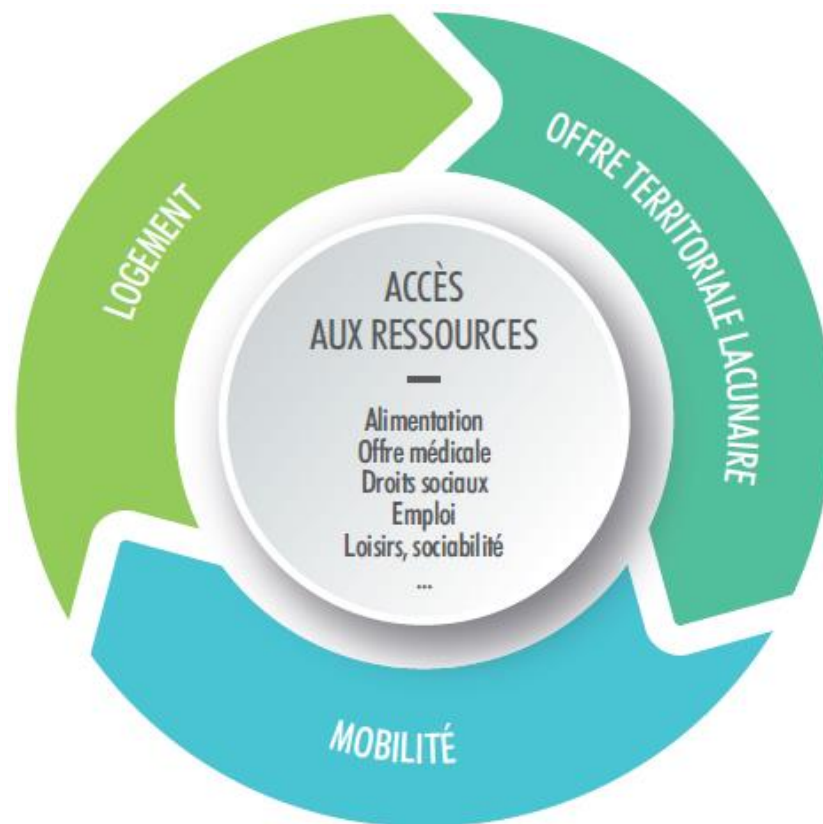 LOGEMENT
OFFRE TERRITORIALE LACUNAIRE
ACCÈS
AUX RESSOURCES
Alimentation
Offre médicale
Droits sociaux
Emploi
Loisirs, sociabilité
...
MOBILITÉ